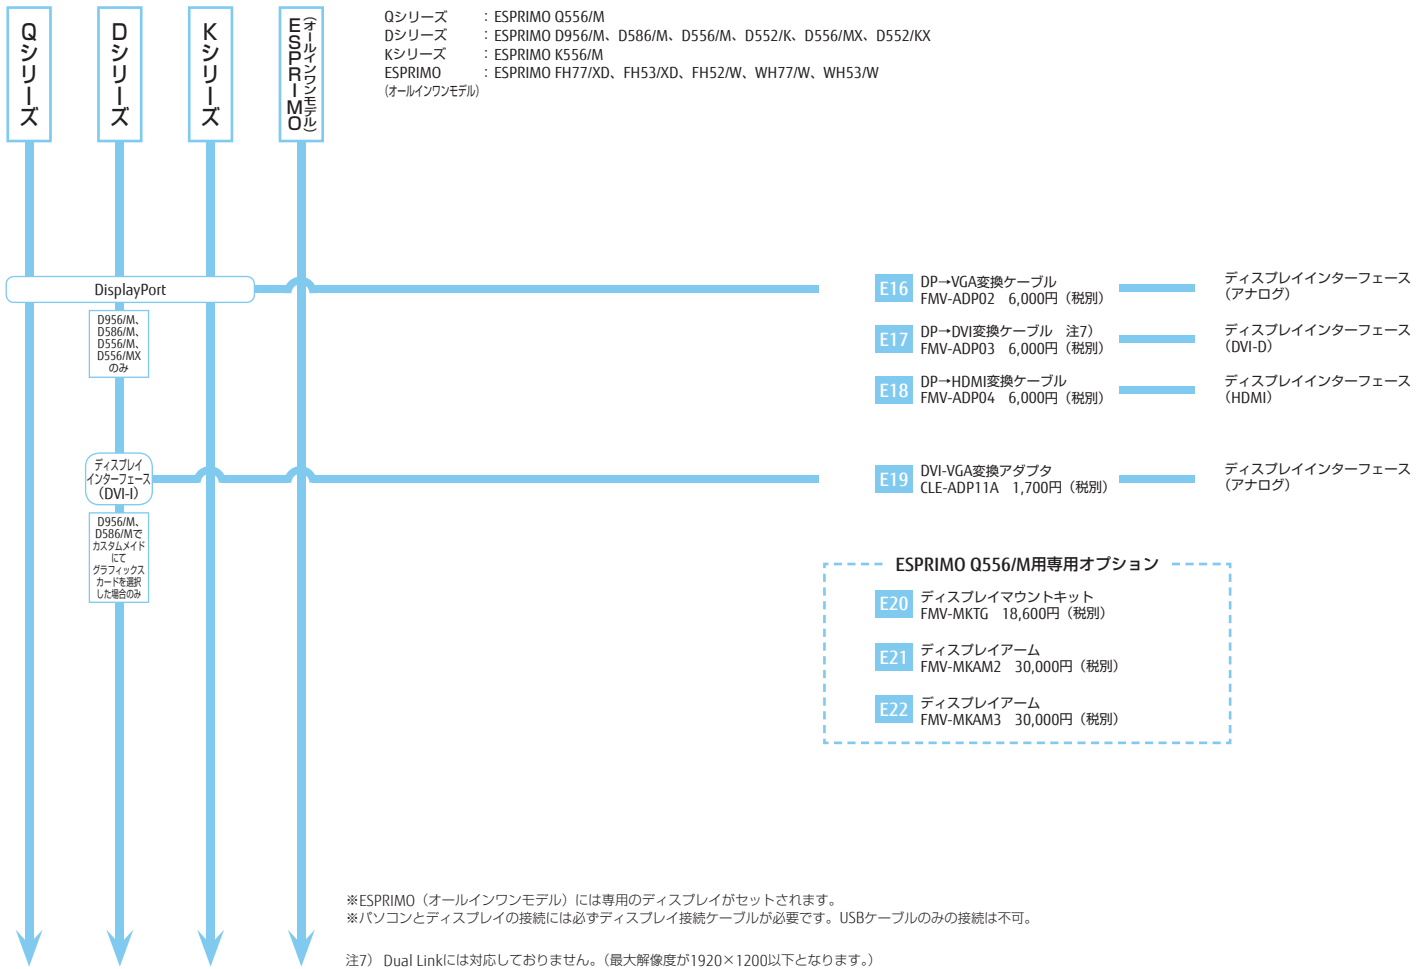 Qシリーズ
Dシリーズ
Kシリーズ
ESPRIMO
(オールインワンモデル)
Qシリーズ ：ESPRIMO Q556/M
Dシリーズ ：ESPRIMO D956/M、D586/M、D556/M、D552/K、D556/MX、D552/KX
Kシリーズ ：ESPRIMO K556/M
ESPRIMO ：ESPRIMO FH77/XD、FH53/XD、FH52/W、WH77/W、WH53/W
(オールインワンモデル)
DisplayPort
D956/M、
D586/M、
D556/M、
D556/MX
のみ
E16 DP→VGA変換ケーブル
FMV-ADP02 6,000円（税別）
ディスプレイインターフェース
（アナログ）
E17 DP→DVI変換ケーブル 注7）
FMV-ADP03 6,000円（税別）
ディスプレイインターフェース
（DVI-D）
E18 DP→HDMI変換ケーブル
FMV-ADP04 6,000円（税別）
ディスプレイインターフェース
（HDMI）
ディスプレイ
インターフェース
（DVI-I）
D956/M、
D586/Mで
カスタムメイド
にて
グラフィックス
カードを選択
した場合のみ
E19 DVI-VGA変換アダプタ
CLE-ADP11A 1,700円（税別）
ディスプレイインターフェース
（アナログ）
ESPRIMO Q556/M用専用オプション
E20 ディスプレイマウントキット
FMV-MKTG 18,600円（税別）
E21 ディスプレイアーム
FMV-MKAM2 30,000円（税別）
E22 ディスプレイアーム
FMV-MKAM3 30,000円（税別）
※ESPRIMO（オールインワンモデル）には専用のディスプレイがセットされます。
※パソコンとディスプレイの接続には必ずディスプレイ接続ケーブルが必要です。USBケーブルのみの接続は不可。
注7） Dual Linkには対応しておりません。（最大解像度が1920×1200以下となります。）